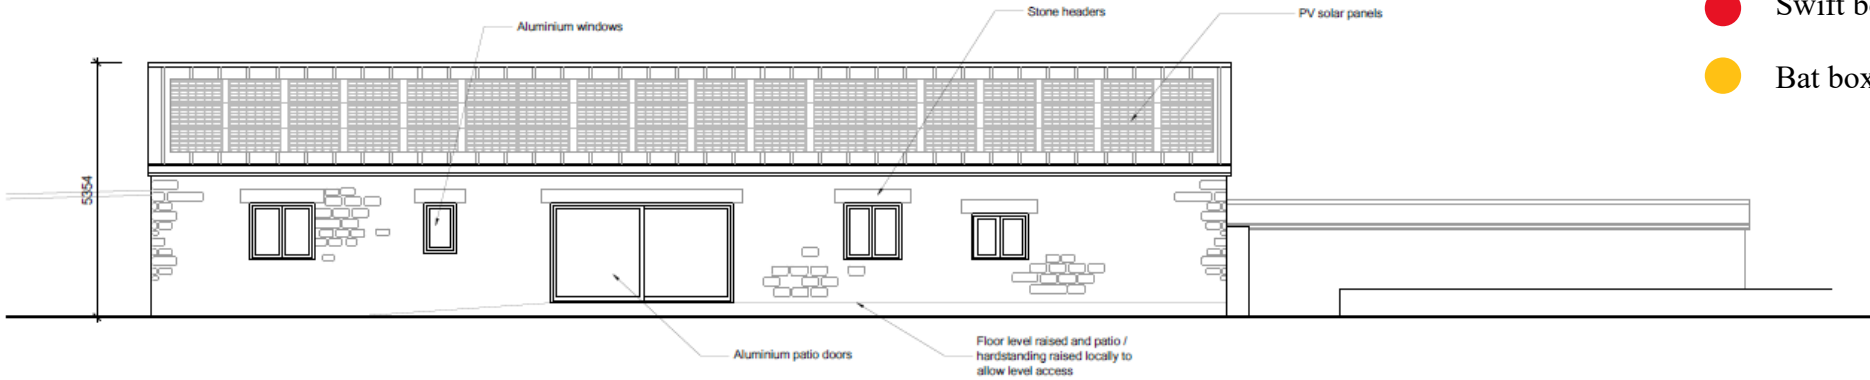 Aluminium windows
Stone headers
PV solar panels
Swift
Bat box
5354
Aluminium patio doors
Floor level raised and patio /
hardstanding raised locally to
allow level access